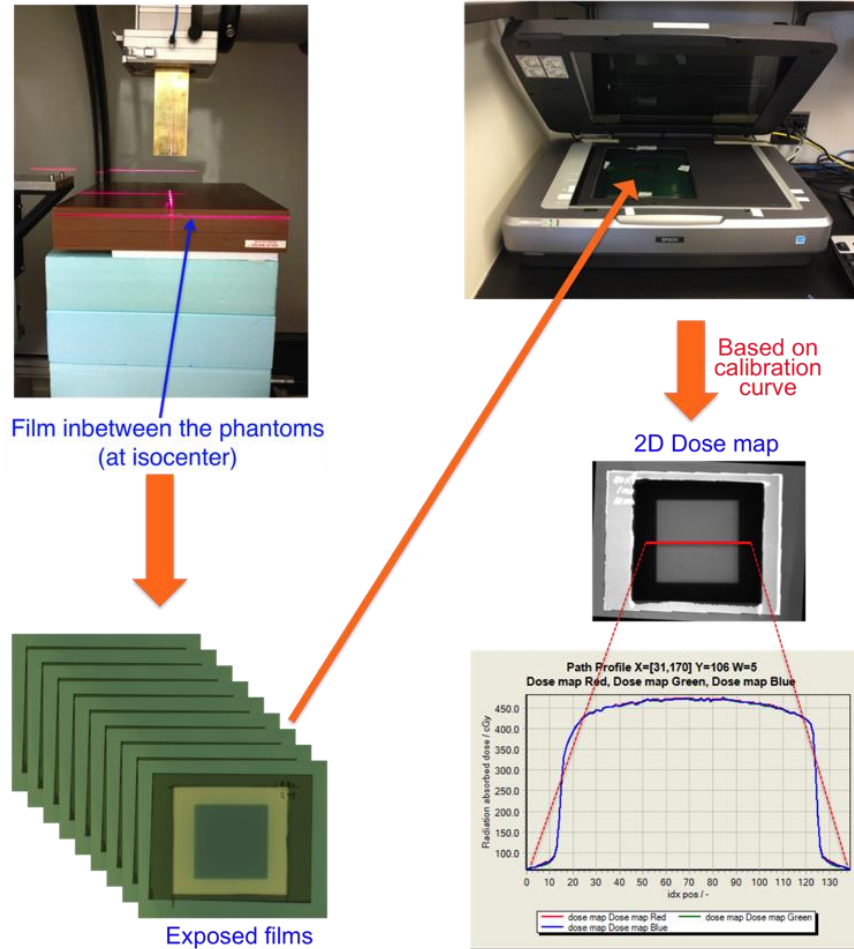 Film inbetween the phantoms
(at isocenter)
Exposed films
EPSON
Based on
calibration
curve
2D Dose map
Path Profile X=[31,170] Y=106 W=5
Dose map Red, Dose map Green, Dose map Blue
Radiation absorbed dose / cGy
450.0
400.0
350.0
300.0
250.0
200.0
150.0
100.0
0 10 20 30 40 50 60 70 80 90 100 110 120 130
idx pos / -
dose map Dose map Red
dose map Dose map Green
dose map Dose map Blue